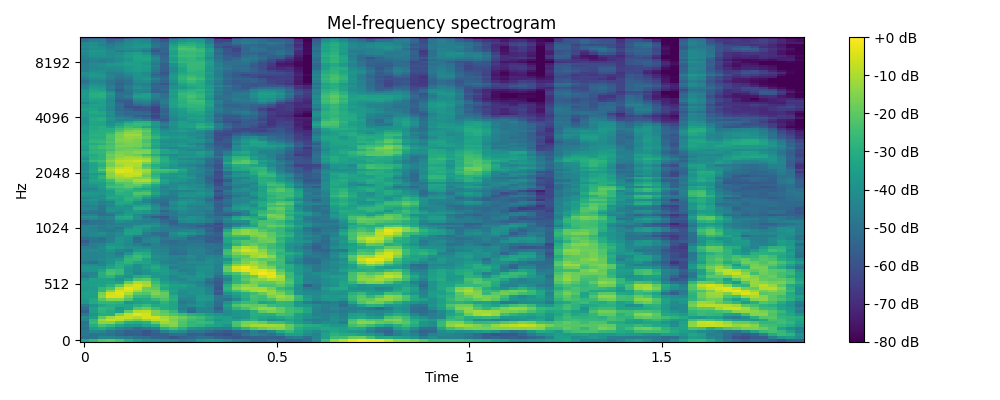 Mel-frequency spectrogram
Hz
8192
4096
2048
1024
512
0
0
0.5
1
1.5
Time
+0 dB
-10 dB
-20 dB
-30 dB
-40 dB
-50 dB
-60 dB
-70 dB
-80 dB